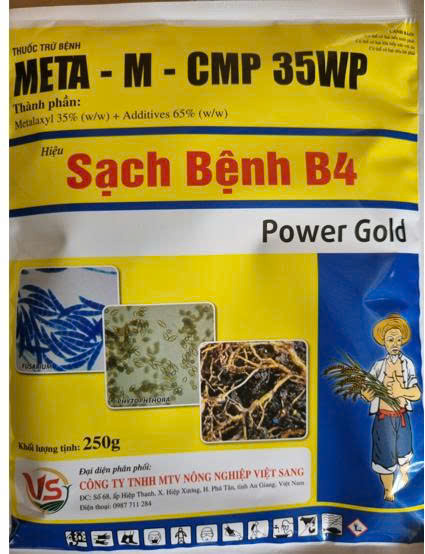 THUỐC TRỪ BỆNH
META - M - CMP 35WP
Thành phần:
Metalaxyl 35% (w/w) + Additives 65% (w/w)
Hiệu
Sạch Bệnh B4
Power Gold
FUSARIUM
PHYTOPHTHORA
Khối lượng tịnh: 250g
VS
Đại diện phân phối:
CÔNG TY TNHH MTV NÔNG NGHIỆP VIỆT SANG
ĐC: Số 68, ấp Hiệp Thạnh, X. Hiệp Xương, H. Phú Tân, tỉnh An Giang, Việt Nam
Điện thoại: 0987 711 284